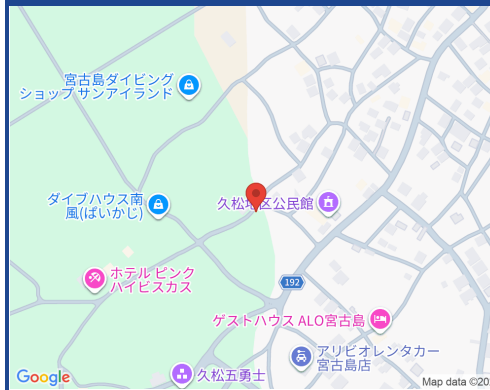 宮古島ダイビング
ショップ サンアイランド
ダイブハウス南
風(ぱいかじ)
久松地区公民館
ホテル ピンク
ハイビスカス
192
ゲストハウス ALO宮古島
アリビオレンタカー
宮古島店
久松五勇士
Google
Map data ©20